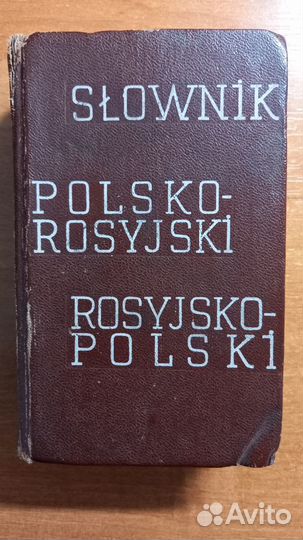 SŁOWNiK
POLSKO-
ROSYJSKi
ROSYJSKO-
POLSKi
Avito